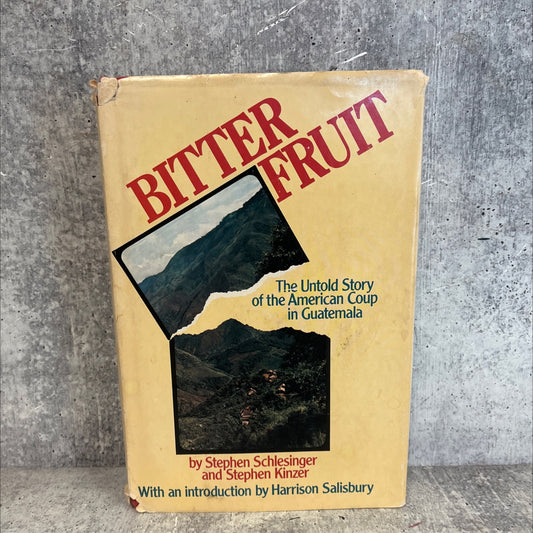 BITTER
FRUIT
The Untold Story
of the American Coup
in Guatemala
by Stephen Schlesinger
and Stephen Kinzer
With an introduction by Harrison Salisbury